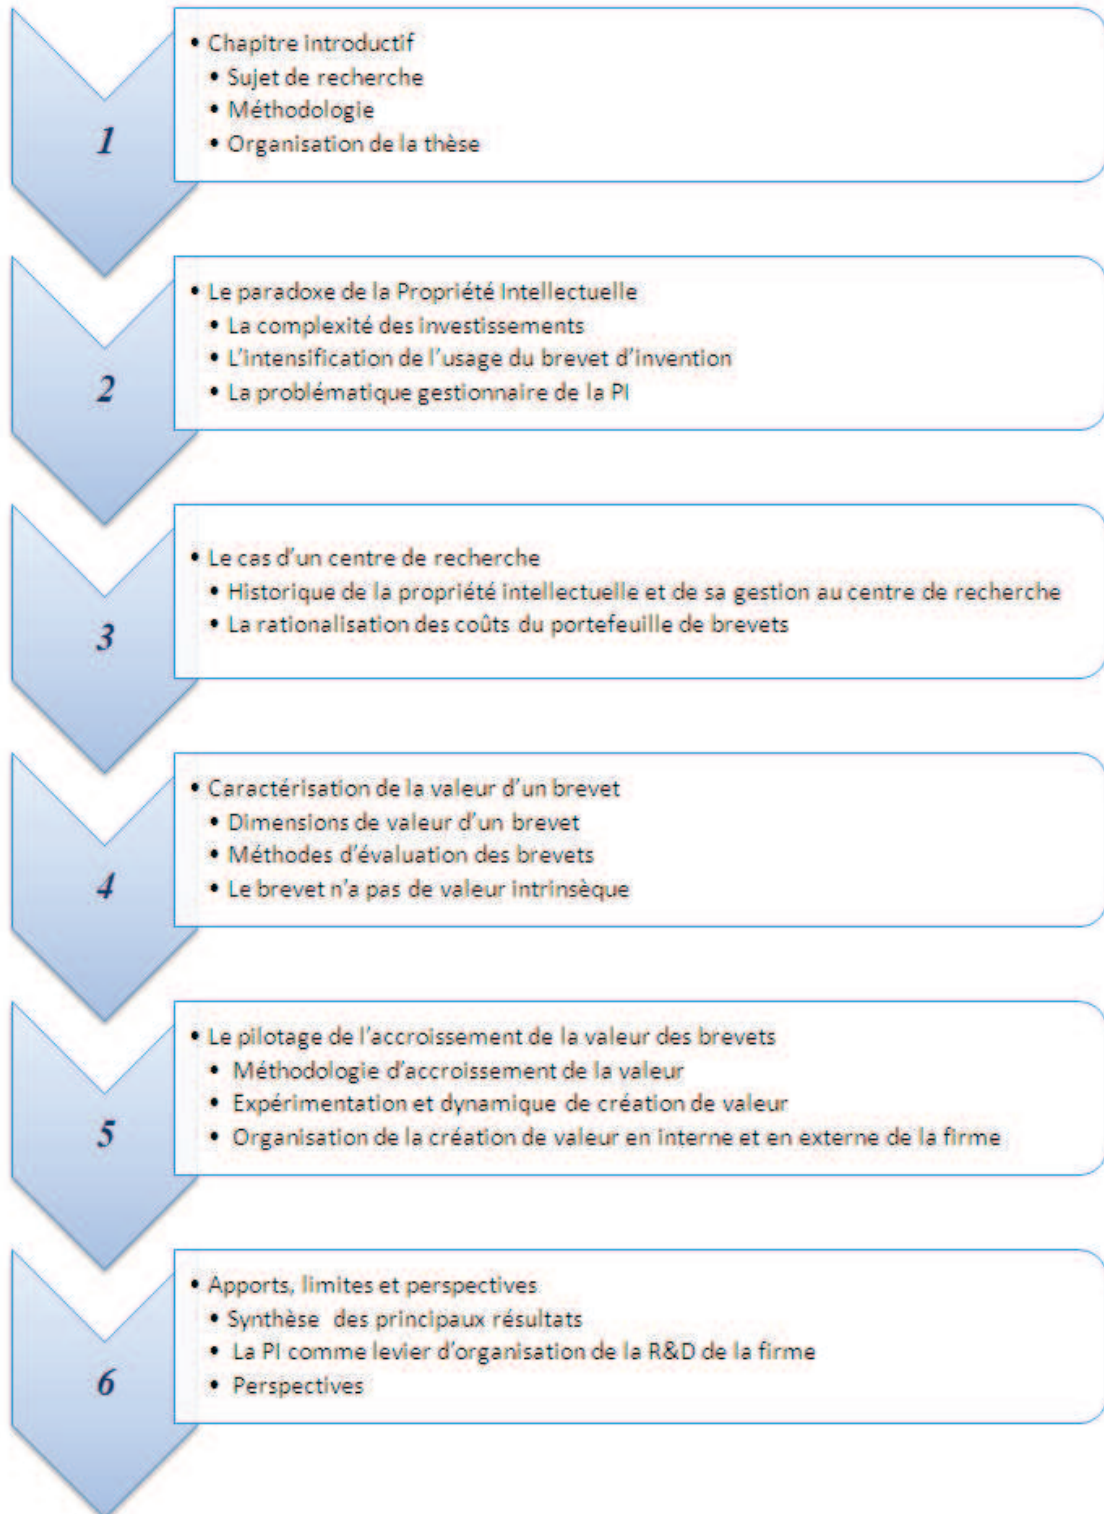 1
• Chapitre introductif
• Sujet de recherche
• Méthodologie
• Organisation de la thèse
2
• Le paradoxe de la Propriété Intellectuelle
• La complexité des investissements
• L'intensification de l'usage du brevet d'invention
• La problématique gestionnaire de la PI
3
• Le cas d'un centre de recherche
• Historique de la propriété intellectuelle et de sa gestion au centre de recherche
• La rationalisation des coûts du portefeuille de brevets
4
• Caractérisation de la valeur d'un brevet
• Dimensions de valeur d'un brevet
• Méthodes d'évaluation des brevets
• Le brevet n'a pas de valeur intrinsèque
5
• Le pilotage de l'accroissement de la valeur des brevets
• Méthodologie d'accroissement de la valeur
• Expérimentation et dynamique de création de valeur
• Organisation de la création de valeur en interne et en externe de la firme
6
• Apports, limites et perspectives
• Synthèse des principaux résultats
• La PI comme levier d'organisation de la R&D de la firme
• Perspectives